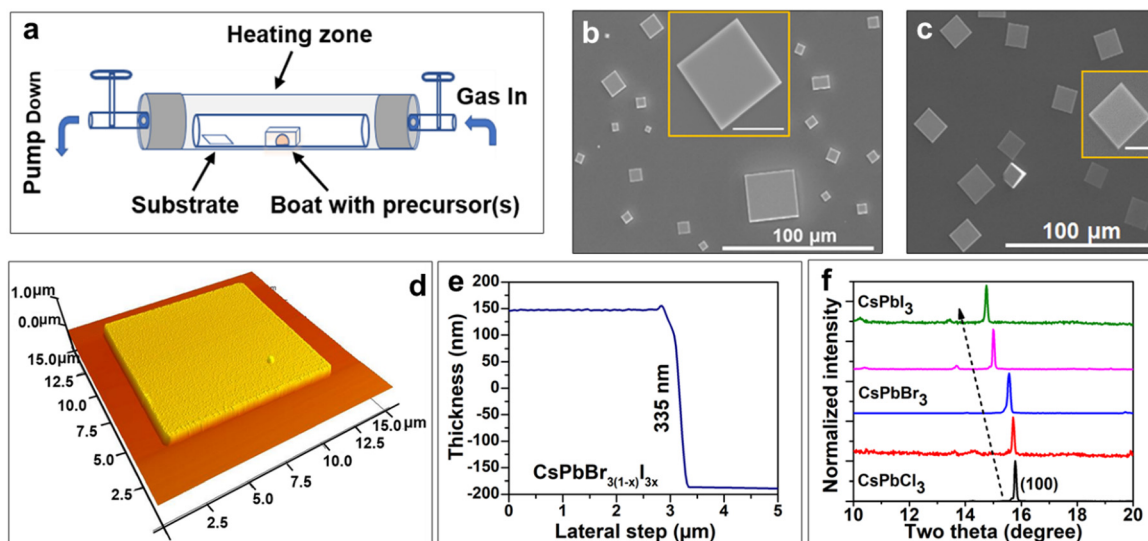 a
Heating zone
Gas In
Pump Down
Substrate
Boat with precursor(s)
b
100 µm
c
100 µm
d
1.0µm
0.0
15.0µm
12.5
10.0
7.5
5.0
2.5
2.5
5.0
7.5
10.0
12.5
15.0µm
e
Thickness (nm)
200
150
100
50
0
-50
-100
-150
-200
335 nm
CsPbBr3(1-x)I3x
0 1 2 3 4 5
Lateral step (µm)
f
Normalized intensity
CsPbI3
CsPbBr3
CsPbCl3
(100)
10 12 14 16 18 20
Two theta (degree)